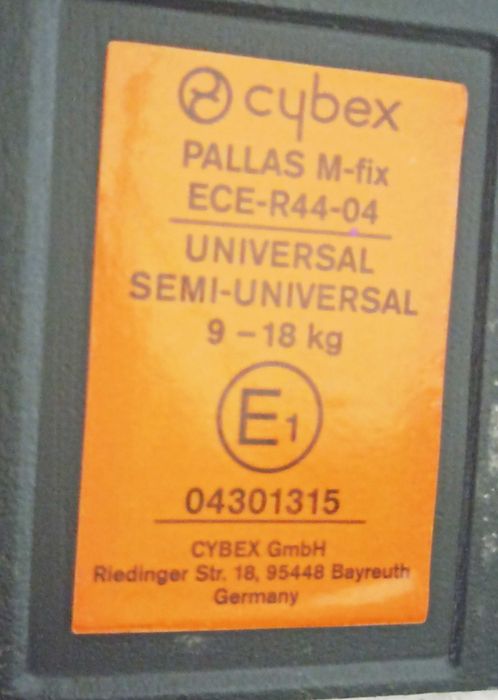 cybex
PALLAS M-fix
ECE-R44-04
UNIVERSAL
SEMI-UNIVERSAL
9 – 18 kg
E1
04301315
CYBEX GmbH
Riedinger Str. 18, 95448 Bayreuth
Germany